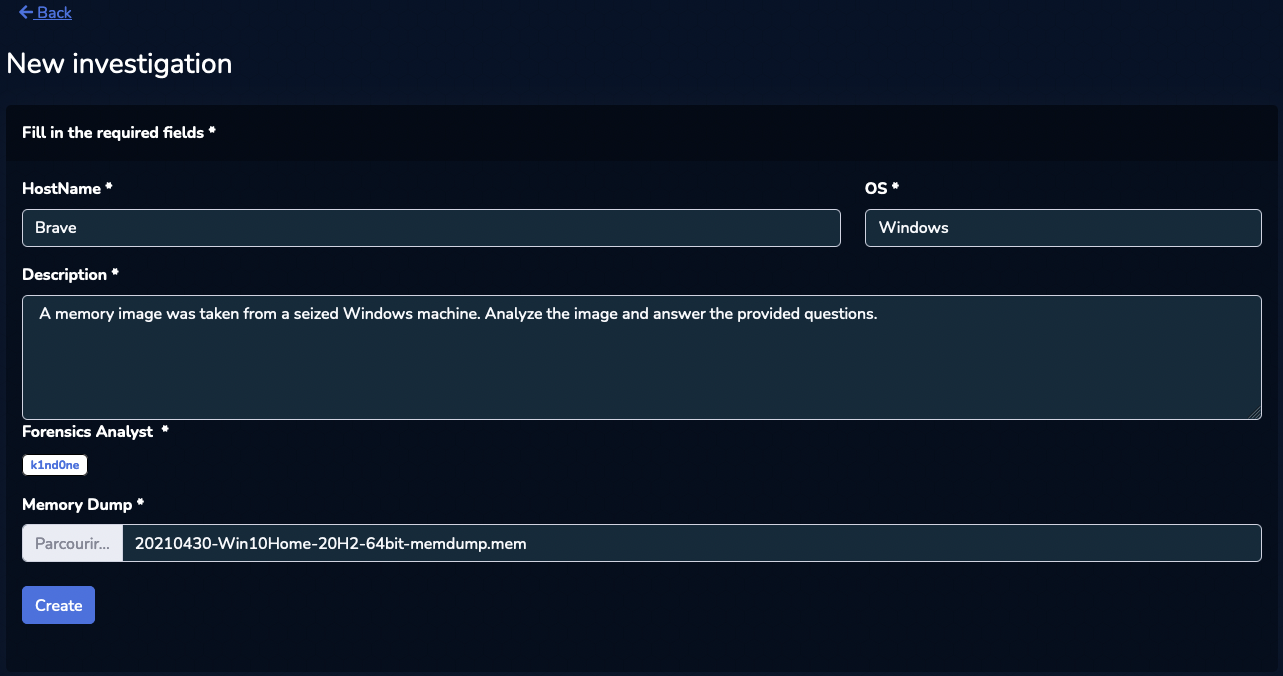 Back
New investigation
Fill in the required fields *
HostName *
OS *
Brave
Windows
Description *
A memory image was taken from a seized Windows machine. Analyze the image and answer the provided questions.
Forensics Analyst *
k1nd0ne
Memory Dump *
Parcourir... 20210430-Win10Home-20H2-64bit-memdump.mem
Create